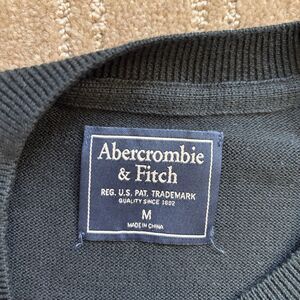 Abercrombie
& Fitch
REG. U.S. PAT. TRADEMARK
QUALITY SINCE 1892
M
MADE IN CHINA